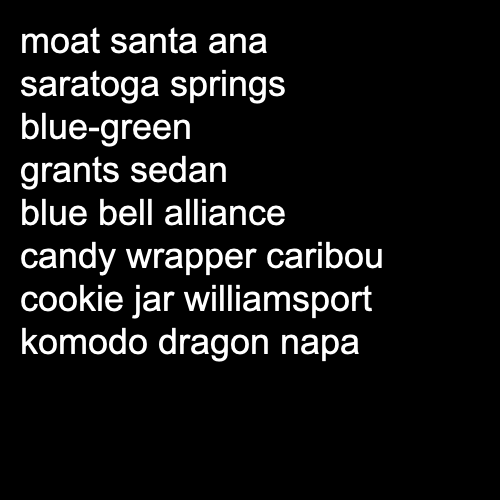 moat santa ana
saratoga springs
blue-green
grants sedan
blue bell alliance
candy wrapper caribou
cookie jar williamsport
komodo dragon napa